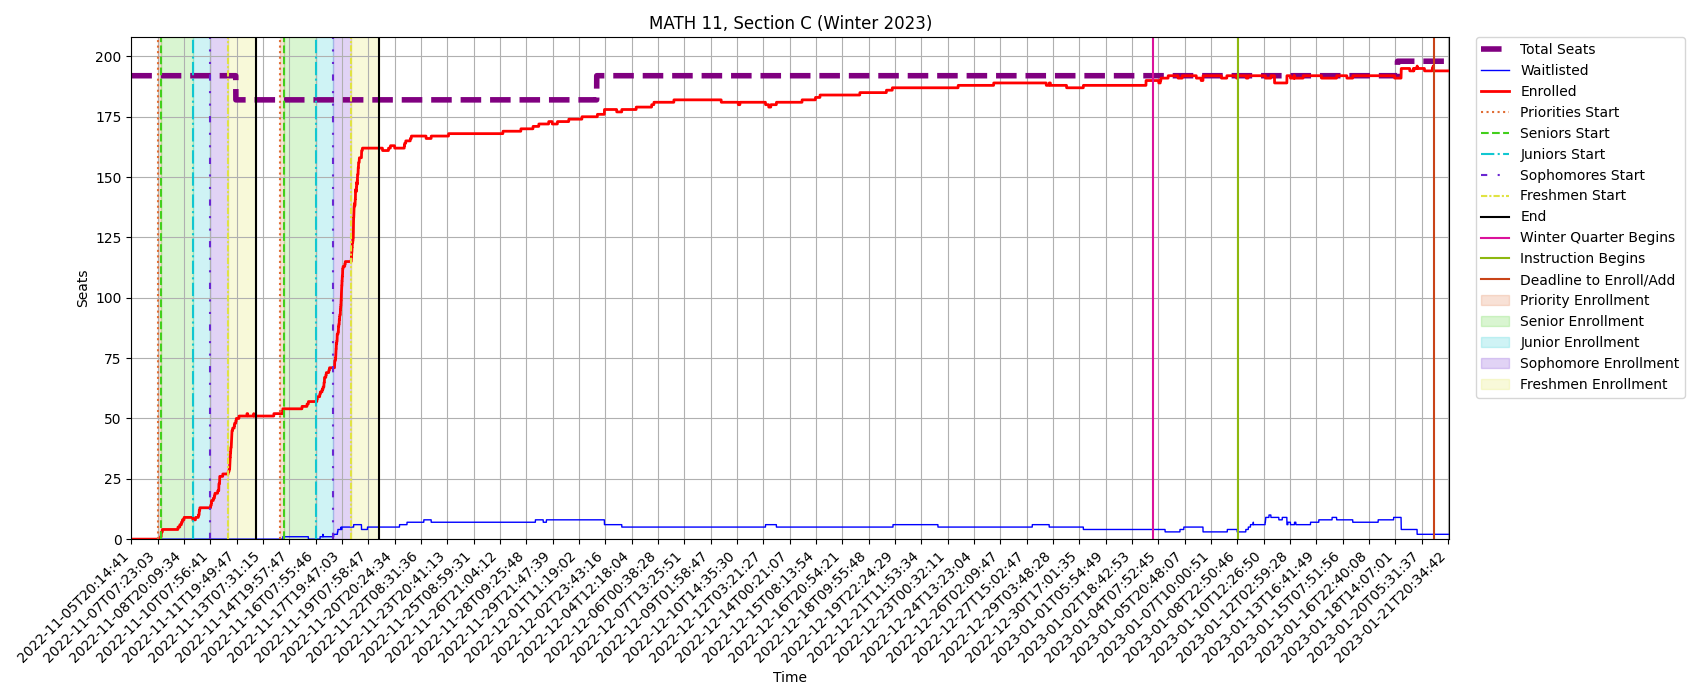 MATH 11, Section C (Winter 2023)
200
175
150
125
100
75
50
25
0
Seats
2022-11-05T20:14:41
2022-11-07T07:23:03
2022-11-08T20:09:34
2022-11-10T07:56:41
2022-11-11T19:49:47
2022-11-13T07:31:15
2022-11-14T19:57:47
2022-11-16T07:55:46
2022-11-17T19:47:03
2022-11-19T07:58:47
2022-11-20T20:24:34
2022-11-22T08:31:36
2022-11-23T20:41:13
2022-11-25T08:59:31
2022-11-26T21:04:12
2022-11-28T09:25:48
2022-11-29T21:47:39
2022-12-01T11:19:02
2022-12-02T23:43:16
2022-12-04T12:18:04
2022-12-06T00:38:28
2022-12-07T13:25:51
2022-12-09T01:58:47
2022-12-10T14:35:30
2022-12-12T03:21:27
2022-12-14T00:21:07
2022-12-15T08:13:54
2022-12-16T20:54:21
2022-12-18T09:55:48
2022-12-19T22:24:29
2022-12-21T11:53:34
2022-12-23T00:32:11
2022-12-24T13:23:04
2022-12-26T02:09:47
2022-12-27T15:02:47
2022-12-29T03:48:28
2022-12-30T17:01:35
2023-01-01T05:54:49
2023-01-02T18:42:53
2023-01-04T07:52:45
2023-01-05T20:48:07
2023-01-07T10:00:51
2023-01-08T22:50:46
2023-01-10T12:26:50
2023-01-12T02:59:28
2023-01-13T16:41:49
2023-01-15T07:51:56
2023-01-16T22:40:08
2023-01-18T14:07:01
2023-01-20T05:31:37
2023-01-21T20:34:42
Time
Total Seats
Waitlisted
Enrolled
Priorities Start
Seniors Start
Juniors Start
Sophomores Start
Freshmen Start
End
Winter Quarter Begins
Instruction Begins
Deadline to Enroll/Add
Priority Enrollment
Senior Enrollment
Junior Enrollment
Sophomore Enrollment
Freshmen Enrollment